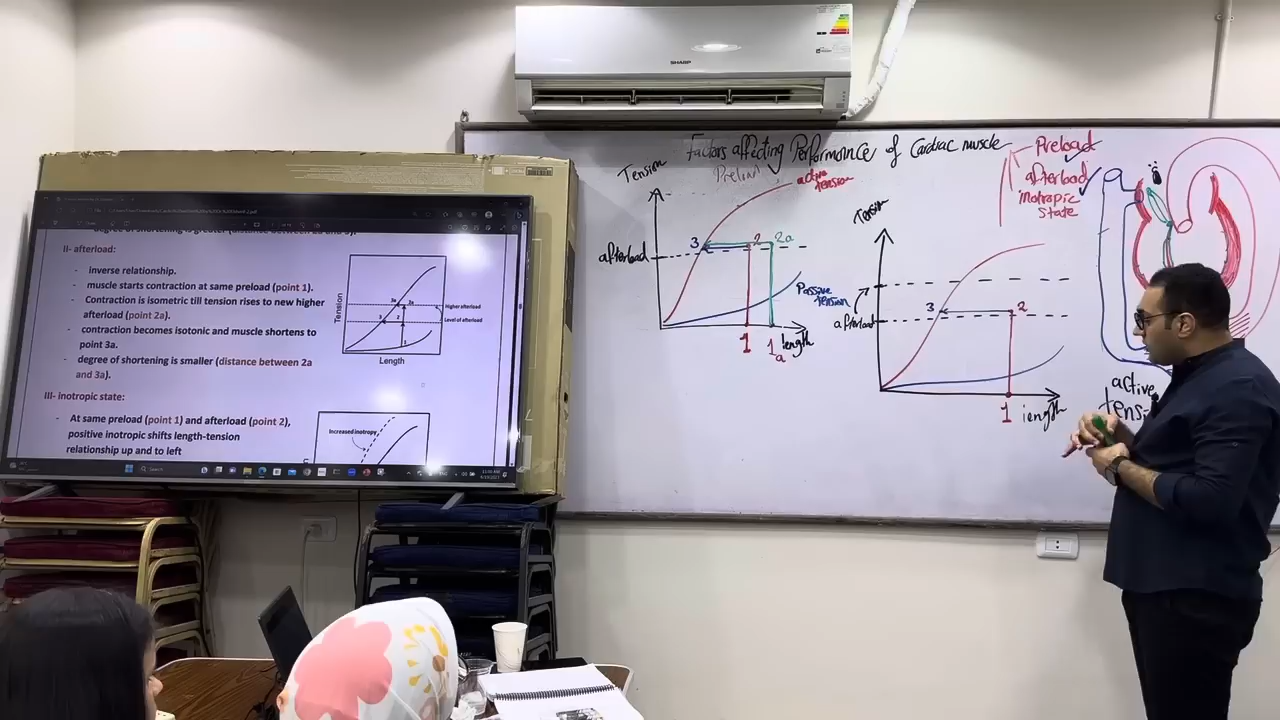 SHARP
II- afterload:
- Inverse relationship.
- muscle starts contraction at same preload (point 1).
- Contraction is isometric till tension rises to new higher
afterload (point 2a).
- contraction becomes isotonic and muscle shortens to
point 3a.
- degree of shortening is smaller (distance between 2a
and 3a).
Tension
Length
Higher afterload
Level of afterload
III- inotropic state:
- At same preload (point 1) and afterload (point 2),
positive inotropic shifts length-tension
relationship up and to left
Increased inotropy
Search
Factors affecting Performance of Cardiac muscle
Preload
afterload
inotropic
state
Tension
active
tension
afterload
3
2
2a
Passive
tension
1
1a
length
Tension
afterload
3
2
1
length
active